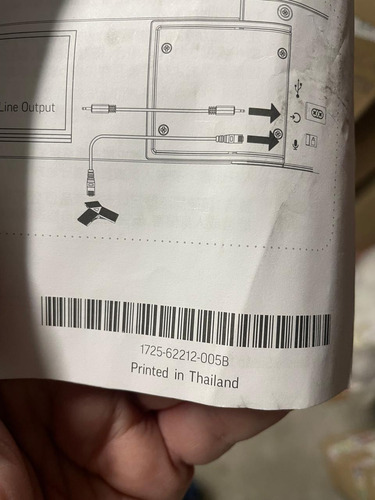 Line Output
1725-62212-005B
Printed in Thailand